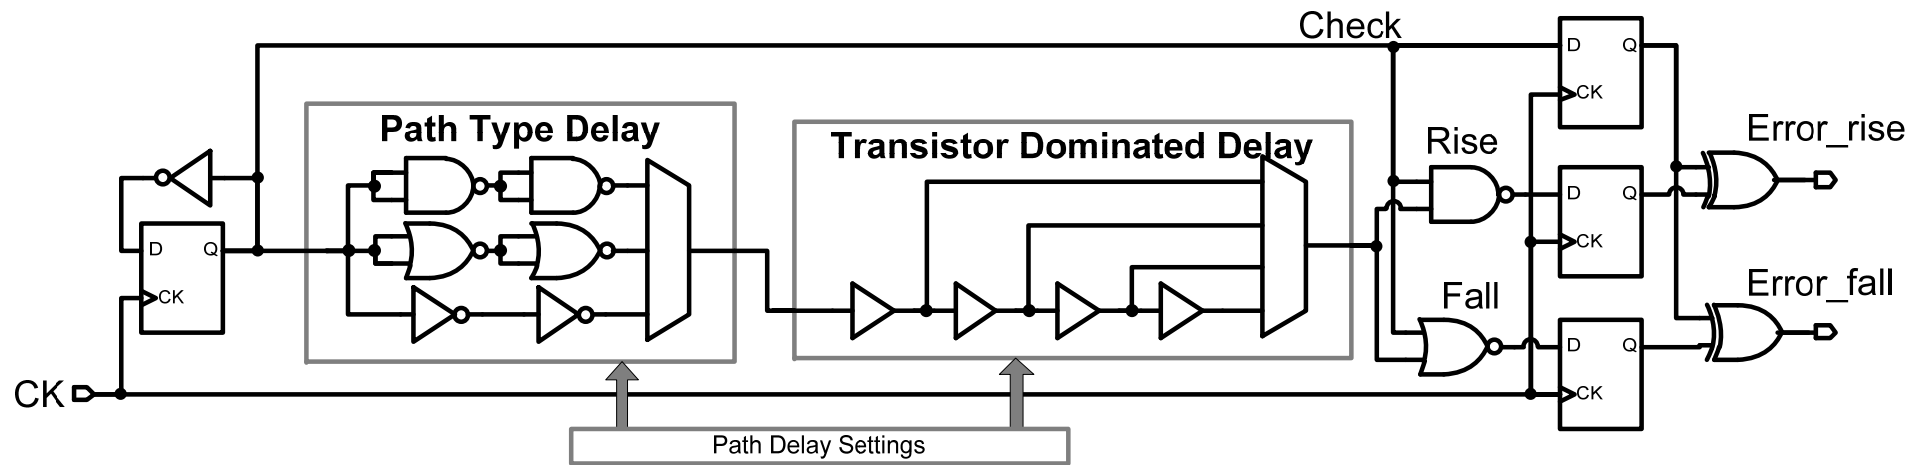 Check
D Q
CK
Path Type Delay
Transistor Dominated Delay
Rise
Error_rise
D Q
CK
D Q
CK
Fall
Error_fall
D Q
CK
CK
Path Delay Settings